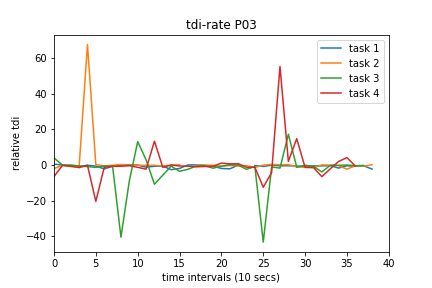 tdi-rate P03
task 1
task 2
task 3
task 4
relative tdi
60
40
20
0
−20
−40
0 5 10 15 20 25 30 35 40
time intervals (10 secs)